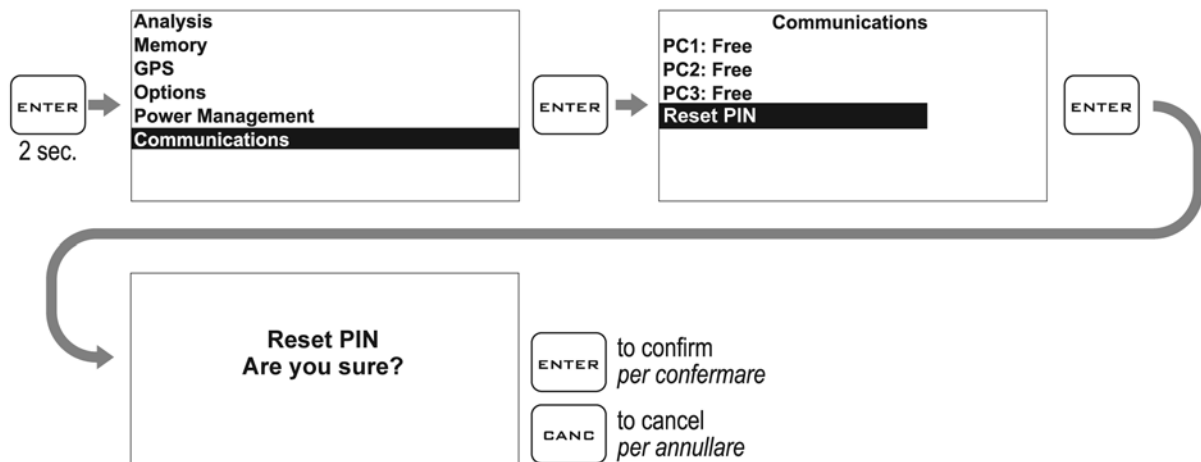 Analysis
Memory
GPS
Options
Power Management
Communications
ENTER
2 sec.
ENTER
Communications
PC1: Free
PC2: Free
PC3: Free
Reset PIN
ENTER
Reset PIN
Are you sure?
ENTER
to confirm
per confermare
CANC
to cancel
per annullare